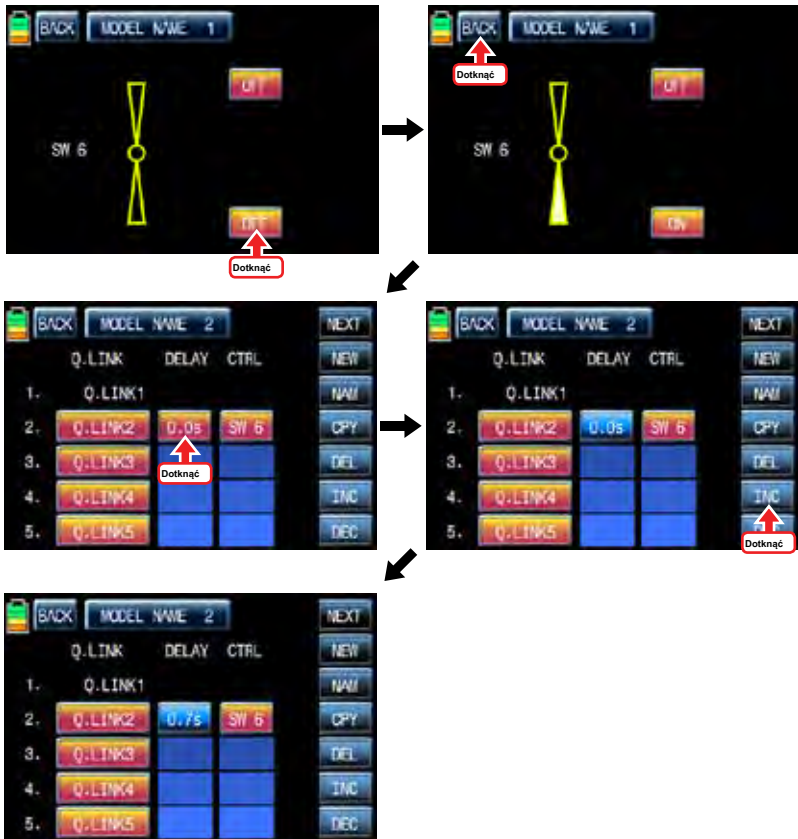 BACK MODEL NAME 1
OFF
SW 6
OFF
Dotknąć
BACK MODEL NAME 1
Dotknąć
OFF
SW 6
ON
BACK MODEL NAME 2 NEXT
Q.LINK DELAY CTRL NEW
1. Q.LINK1 NAM
2. Q.LINK2 0.0s SW 6 CPY
3. Q.LINK3 DEL
Dotknąć
4. Q.LINK4 INC
5. Q.LINK5 DEC
BACK MODEL NAME 2 NEXT
Q.LINK DELAY CTRL NEW
1. Q.LINK1 NAM
2. Q.LINK2 0.0s SW 6 CPY
3. Q.LINK3 DEL
4. Q.LINK4 INC
5. Q.LINK5
Dotknąć
BACK MODEL NAME 2 NEXT
Q.LINK DELAY CTRL NEW
1. Q.LINK1 NAM
2. Q.LINK2 0.7s SW 6 CPY
3. Q.LINK3 DEL
4. Q.LINK4 INC
5. Q.LINK5 DEC